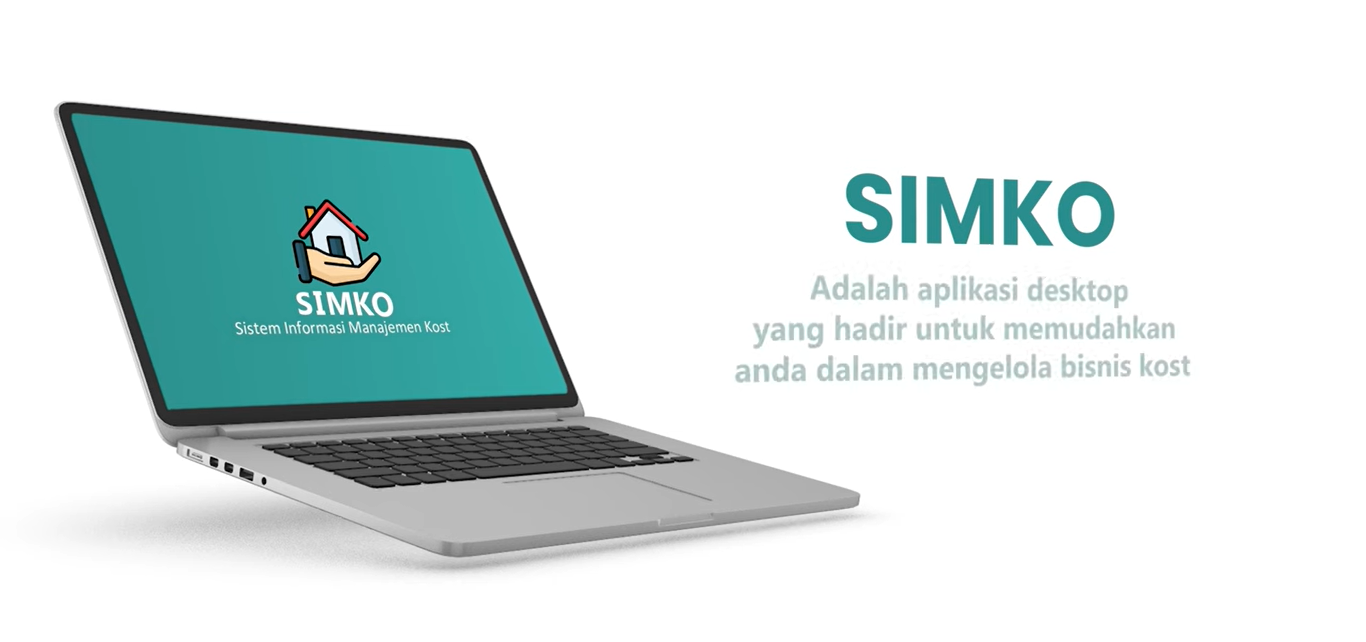 SIMKO
Sistem Informasi Manajemen Kost
SIMKO
Adalah aplikasi desktop
yang hadir untuk memudahkan
anda dalam mengelola bisnis kost